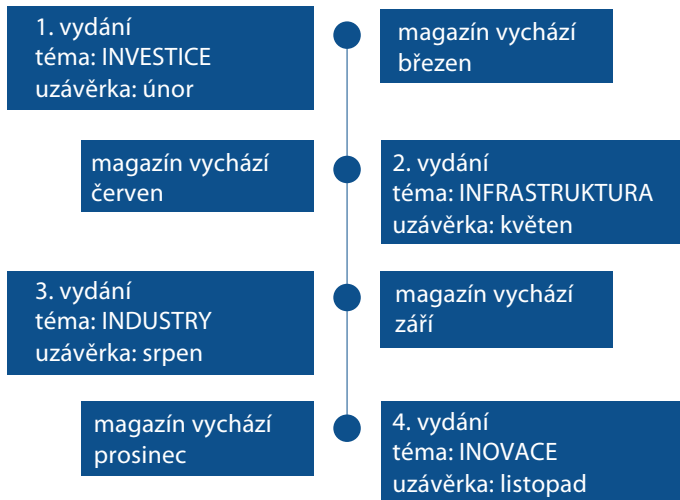 1. vydání
téma: INVESTICE
uzávěrka: únor
magazín vychází
březen
magazín vychází
červen
2. vydání
téma: INFRASTRUKTURA
uzávěrka: květen
3. vydání
téma: INDUSTRY
uzávěrka: srpen
magazín vychází
září
magazín vychází
prosinec
4. vydání
téma: INOVACE
uzávěrka: listopad